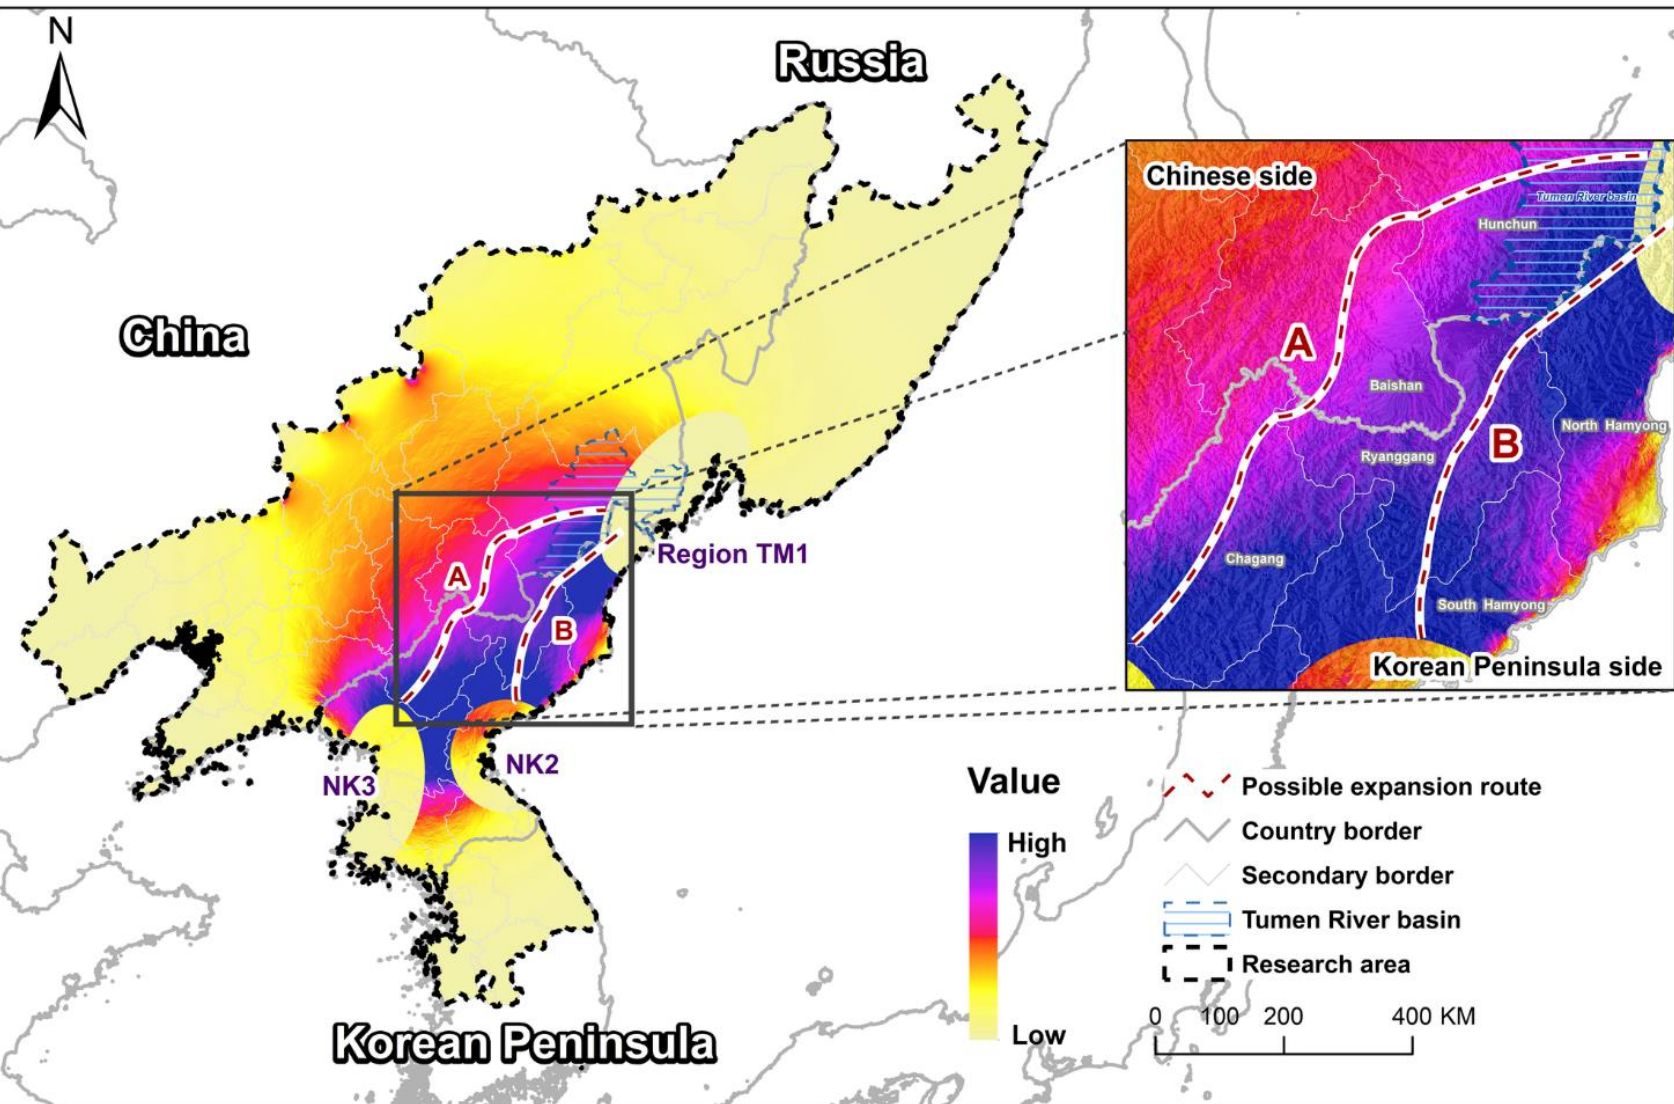 N
Russia
China
Korean Peninsula
A
B
Region TM1
NK2
NK3
Chinese side
Tumen River basin
Hunchun
A
Baishan
North Hamyong
B
Ryanggang
Chagang
South Hamyong
Korean Peninsula side
Value
High
Low
Possible expansion route
Country border
Secondary border
Tumen River basin
Research area
0 100 200 400 KM